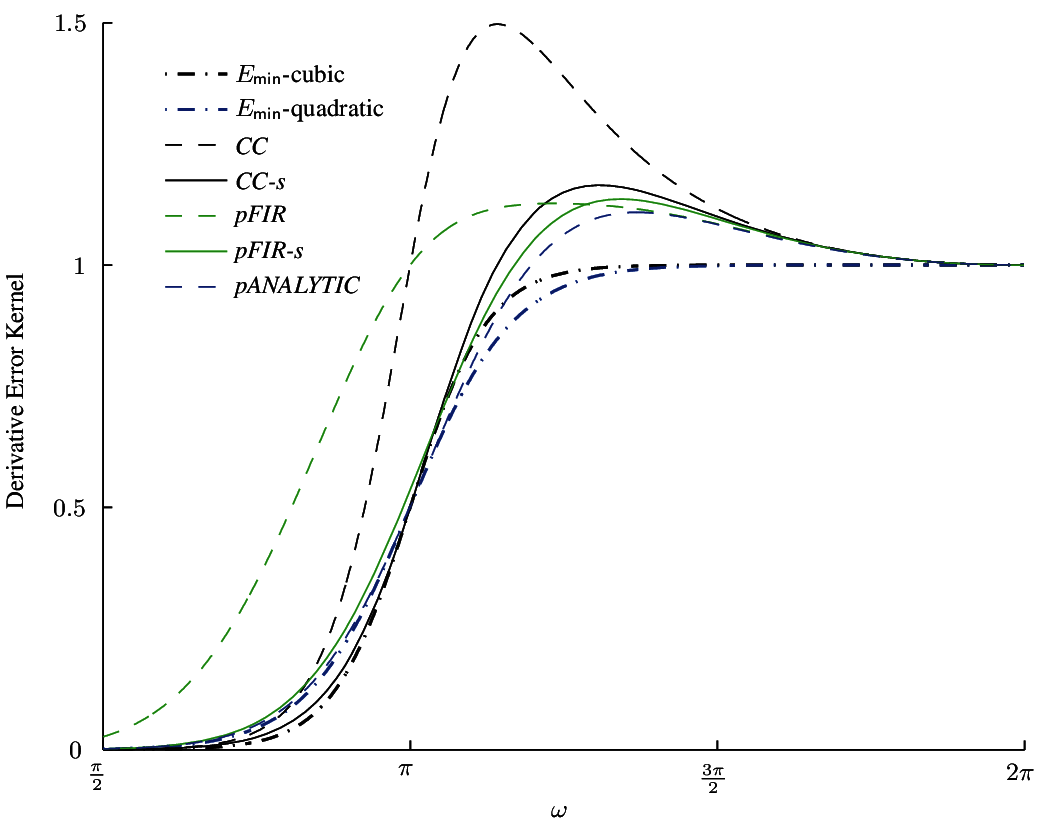 1.5
E_min-cubic
E_min-quadratic
CC
CC-s
pFIR
pFIR-s
pANALYTIC
1
0.5
0
Derivative Error Kernel
π/2
π
3π/2
2π
ω